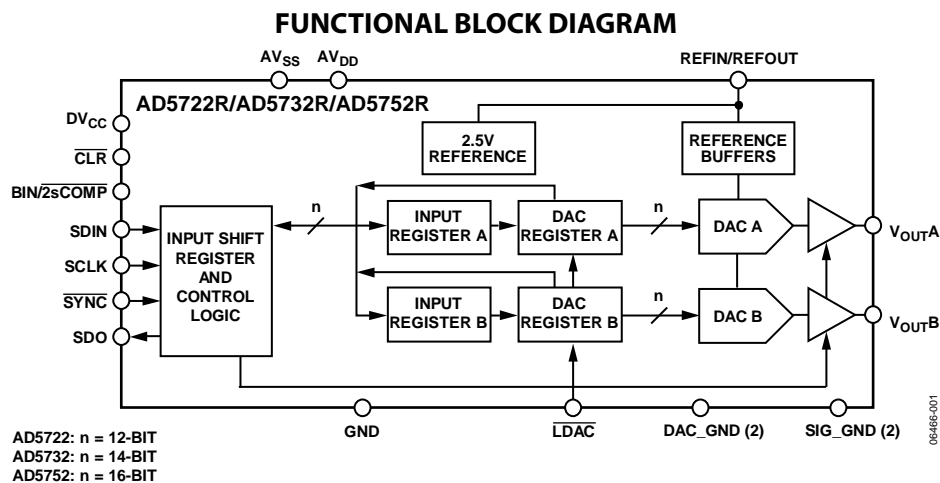 FUNCTIONAL BLOCK DIAGRAM
AVSS
AVDD
REFIN/REFOUT
AD5722R/AD5732R/AD5752R
DVCC
CLR
BIN/2sCOMP
SDIN
SCLK
SYNC
SDO
2.5V
REFERENCE
REFERENCE
BUFFERS
INPUT SHIFT
REGISTER
AND
CONTROL
LOGIC
n
INPUT
REGISTER A
DAC
REGISTER A
n
DAC A
VOUTA
INPUT
REGISTER B
DAC
REGISTER B
n
DAC B
VOUTB
GND
LDAC
DAC_GND (2)
SIG_GND (2)
06466-001
AD5722: n = 12-BIT
AD5732: n = 14-BIT
AD5752: n = 16-BIT